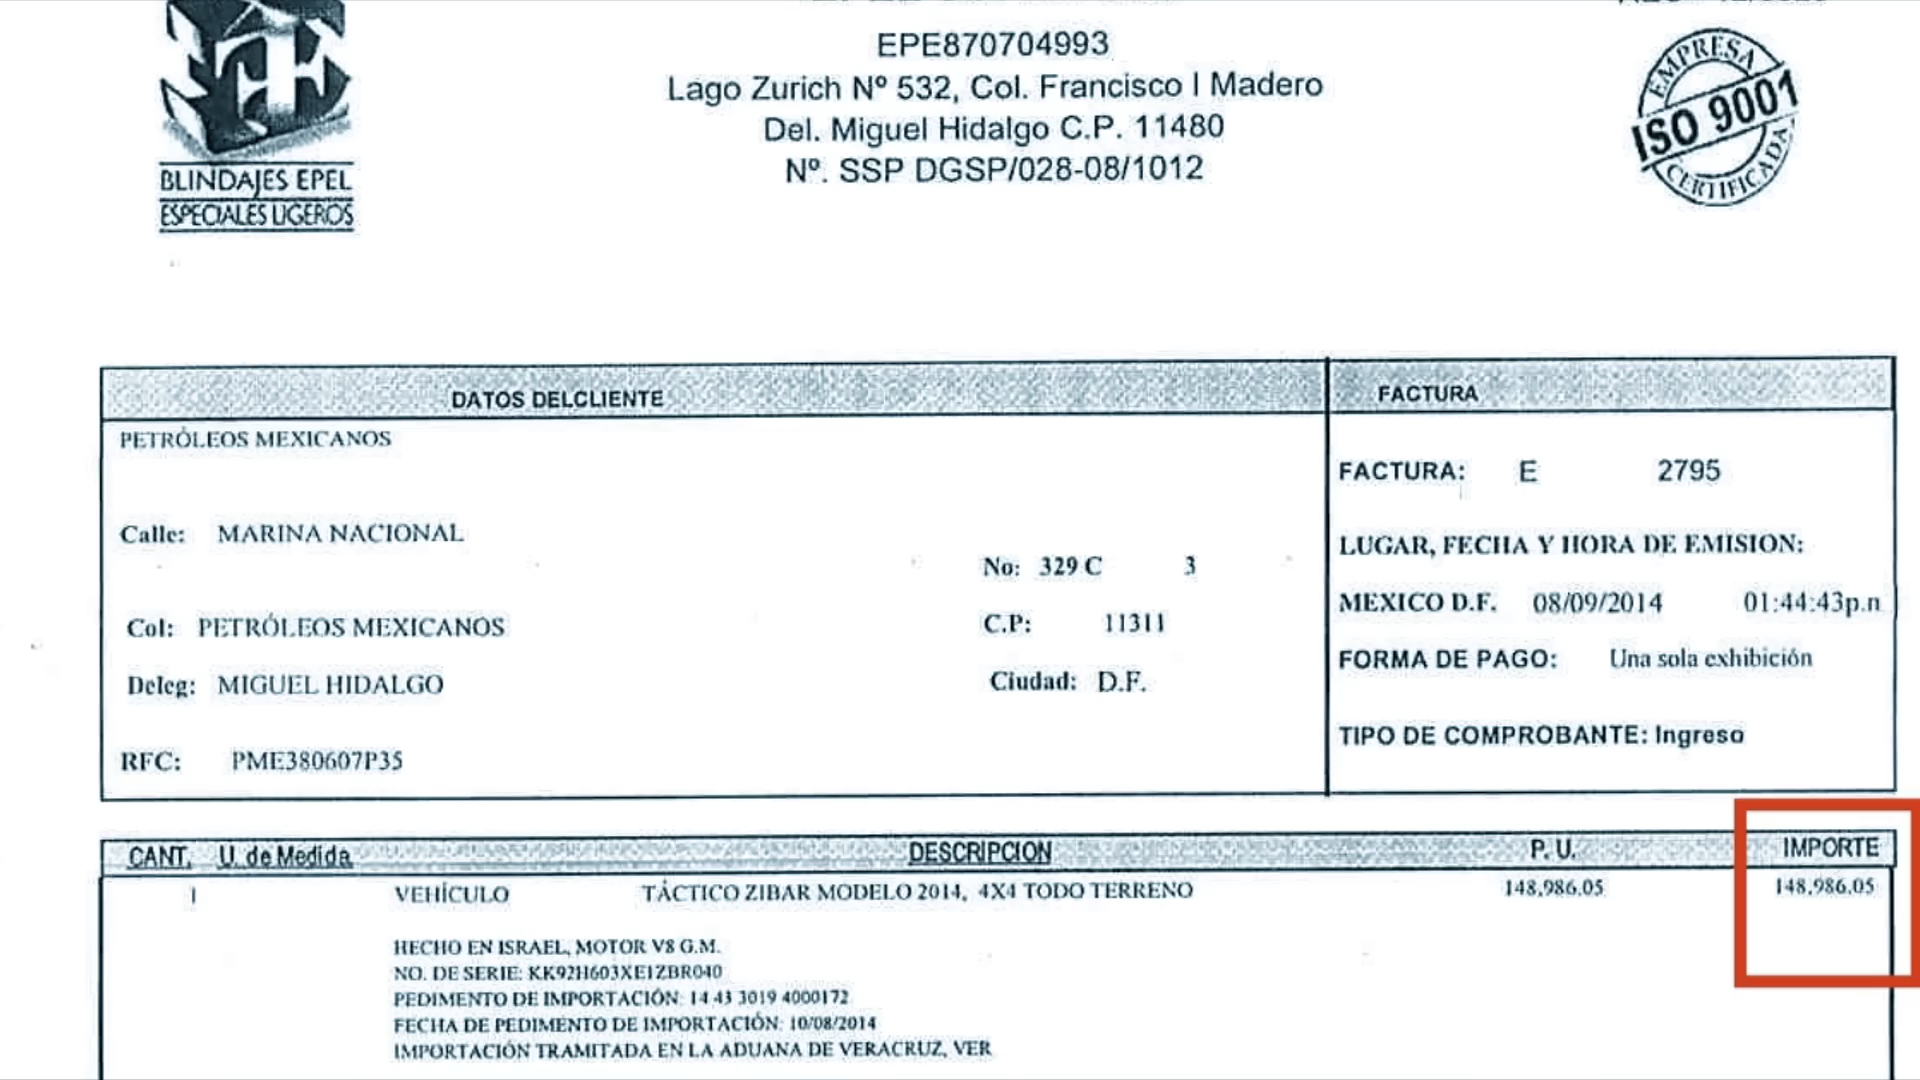 EPE870704993
Lago Zurich Nº 532, Col. Francisco I Madero
Del. Miguel Hidalgo C.P. 11480
Nº. SSP DGSP/028-08/1012
BLINDAJES EPEL
ESPECIALES LIGEROS
EMPRESA
ISO 9001
CERTIFICADA
DATOS DELCLIENTE
PETRÓLEOS MEXICANOS
Calle: MARINA NACIONAL
No: 329 C 3
Col: PETRÓLEOS MEXICANOS
C.P: 11311
Deleg: MIGUEL HIDALGO
Ciudad: D.F.
RFC: PME380607P35
FACTURA
FACTURA: E 2795
LUGAR, FECHA Y HORA DE EMISION:
MEXICO D.F. 08/09/2014 01:44:43p.n
FORMA DE PAGO: Una sola exhibición
TIPO DE COMPROBANTE: Ingreso
CANT. U. de Medida DESCRIPCION P. U. IMPORTE
1 VEHÍCULO TÁCTICO ZIBAR MODELO 2014, 4X4 TODO TERRENO 148,986.05 148,986.05
HECHO EN ISRAEL, MOTOR V8 G.M.
NO. DE SERIE: KK92H603XE1ZBR040
PEDIMENTO DE IMPORTACIÓN: 14 43 3019 4000172
FECHA DE PEDIMENTO DE IMPORTACIÓN: 10/08/2014
IMPORTACIÓN TRAMITADA EN LA ADUANA DE VERACRUZ, VER